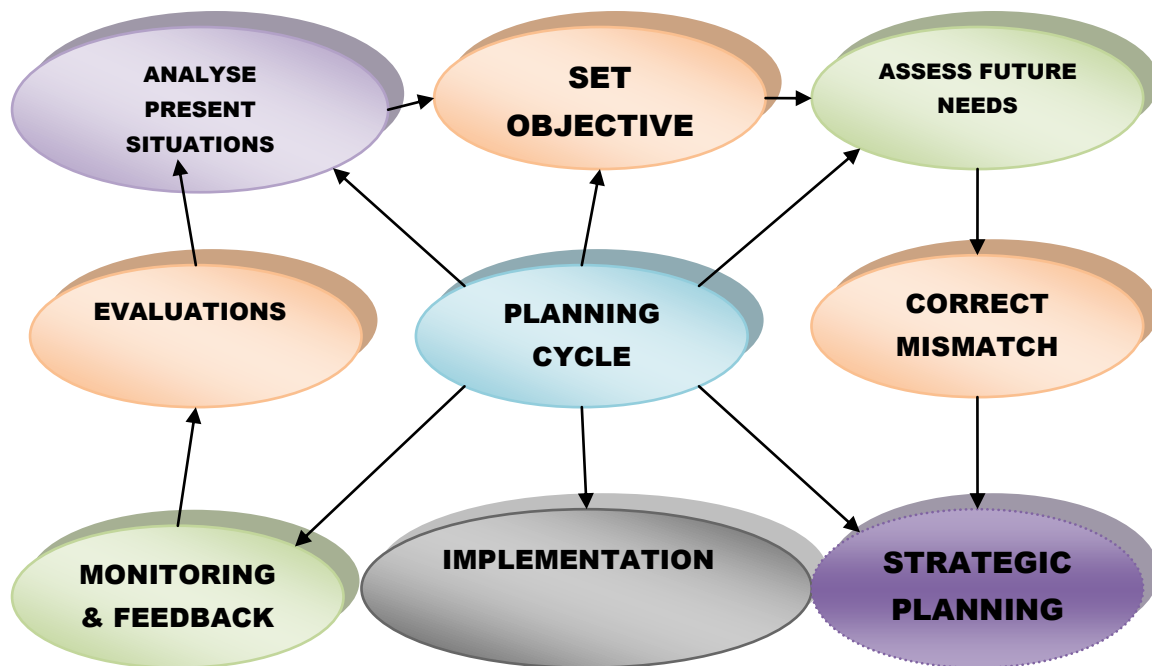 ANALYSE
PRESENT
SITUATIONS
SET
OBJECTIVE
ASSESS FUTURE
NEEDS
EVALUATIONS
PLANNING
CYCLE
CORRECT
MISMATCH
MONITORING
& FEEDBACK
IMPLEMENTATION
STRATEGIC
PLANNING